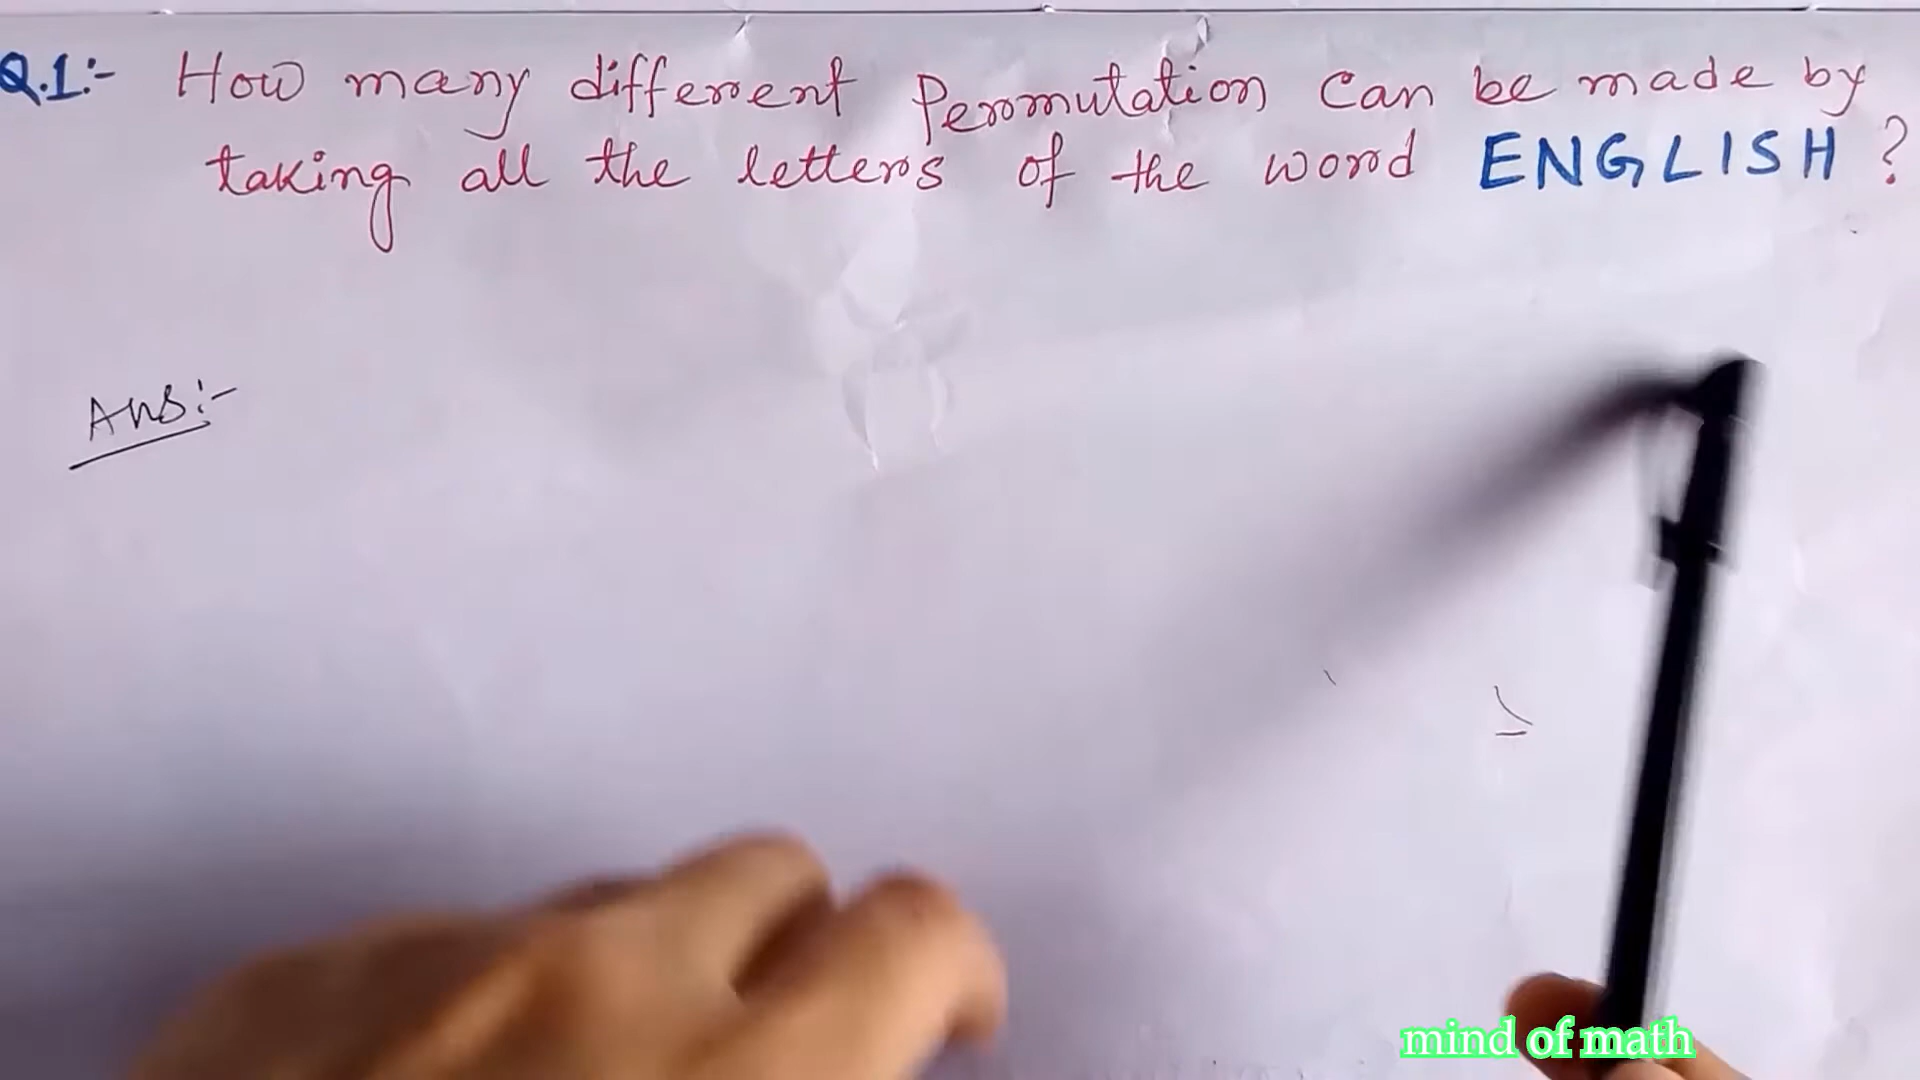 Q.1:- How many different Permutation can be made by
taking all the letters of the word ENGLISH ?
Ans:-
mind of math